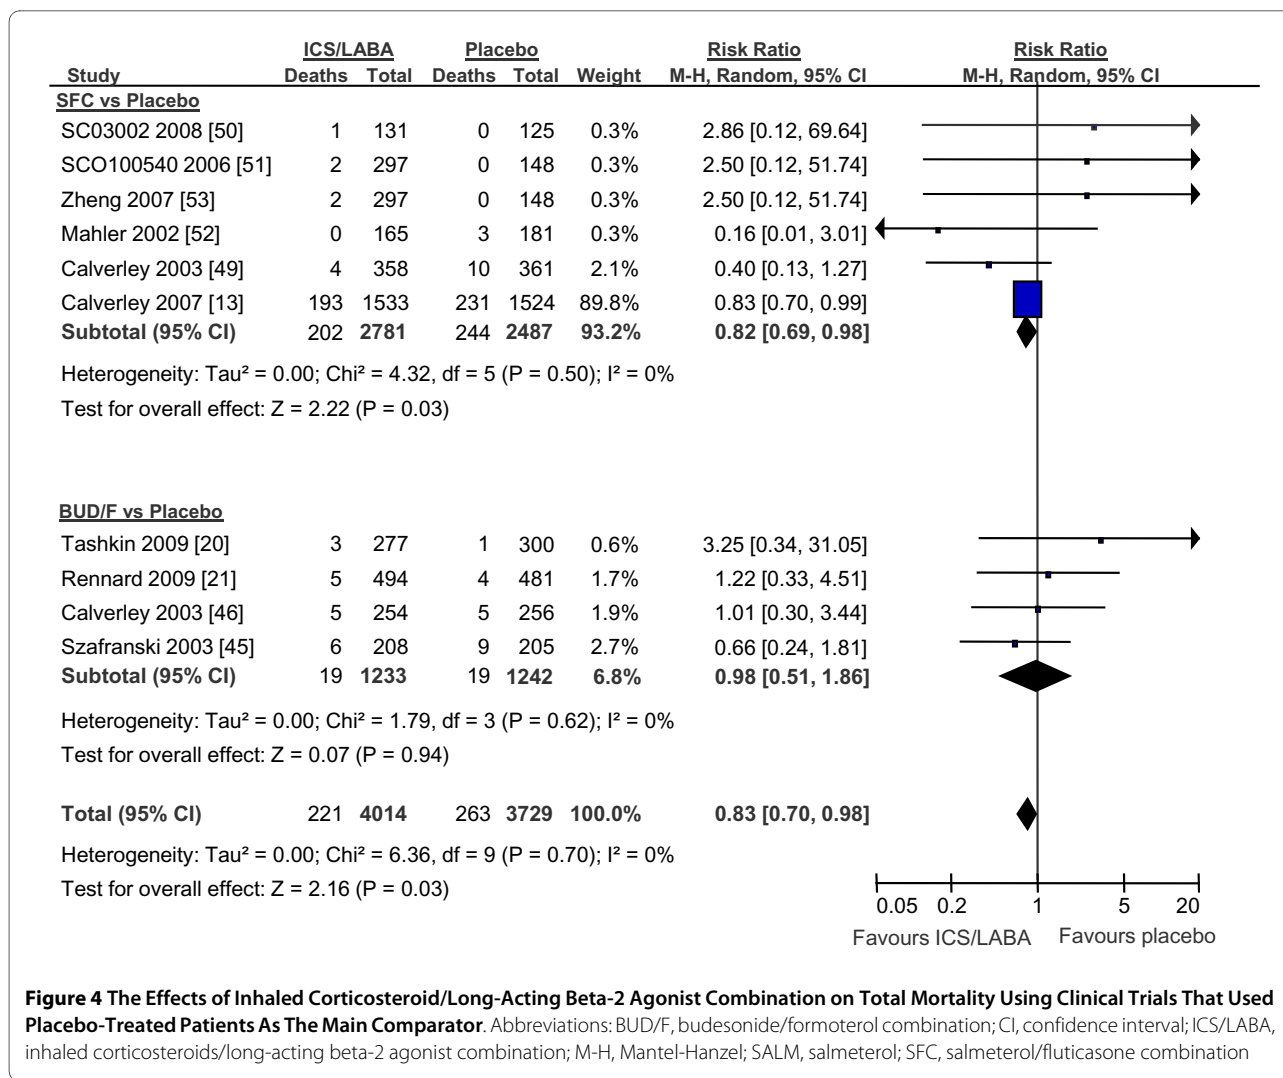 ICS/LABA Placebo Risk Ratio Risk Ratio
Study Deaths Total Deaths Total Weight M-H, Random, 95% CI M-H, Random, 95% CI
SFC vs Placebo
SC03002 2008 [50] 1 131 0 125 0.3% 2.86 [0.12, 69.64]
SCO100540 2006 [51] 2 297 0 148 0.3% 2.50 [0.12, 51.74]
Zheng 2007 [53] 2 297 0 148 0.3% 2.50 [0.12, 51.74]
Mahler 2002 [52] 0 165 3 181 0.3% 0.16 [0.01, 3.01]
Calverley 2003 [49] 4 358 10 361 2.1% 0.40 [0.13, 1.27]
Calverley 2007 [13] 193 1533 231 1524 89.8% 0.83 [0.70, 0.99]
Subtotal (95% CI) 202 2781 244 2487 93.2% 0.82 [0.69, 0.98]
Heterogeneity: Tau² = 0.00; Chi² = 4.32, df = 5 (P = 0.50); I² = 0%
Test for overall effect: Z = 2.22 (P = 0.03)
BUD/F vs Placebo
Tashkin 2009 [20] 3 277 1 300 0.6% 3.25 [0.34, 31.05]
Rennard 2009 [21] 5 494 4 481 1.7% 1.22 [0.33, 4.51]
Calverley 2003 [46] 5 254 5 256 1.9% 1.01 [0.30, 3.44]
Szafranski 2003 [45] 6 208 9 205 2.7% 0.66 [0.24, 1.81]
Subtotal (95% CI) 19 1233 19 1242 6.8% 0.98 [0.51, 1.86]
Heterogeneity: Tau² = 0.00; Chi² = 1.79, df = 3 (P = 0.62); I² = 0%
Test for overall effect: Z = 0.07 (P = 0.94)
Total (95% CI) 221 4014 263 3729 100.0% 0.83 [0.70, 0.98]
Heterogeneity: Tau² = 0.00; Chi² = 6.36, df = 9 (P = 0.70); I² = 0%
Test for overall effect: Z = 2.16 (P = 0.03)
0.05 0.2 1 5 20
Favours ICS/LABA Favours placebo
Figure 4 The Effects of Inhaled Corticosteroid/Long-Acting Beta-2 Agonist Combination on Total Mortality Using Clinical Trials That Used
Placebo-Treated Patients As The Main Comparator. Abbreviations: BUD/F, budesonide/formoterol combination; CI, confidence interval; ICS/LABA,
inhaled corticosteroids/long-acting beta-2 agonist combination; M-H, Mantel-Hanzel; SALM, salmeterol; SFC, salmeterol/fluticasone combination